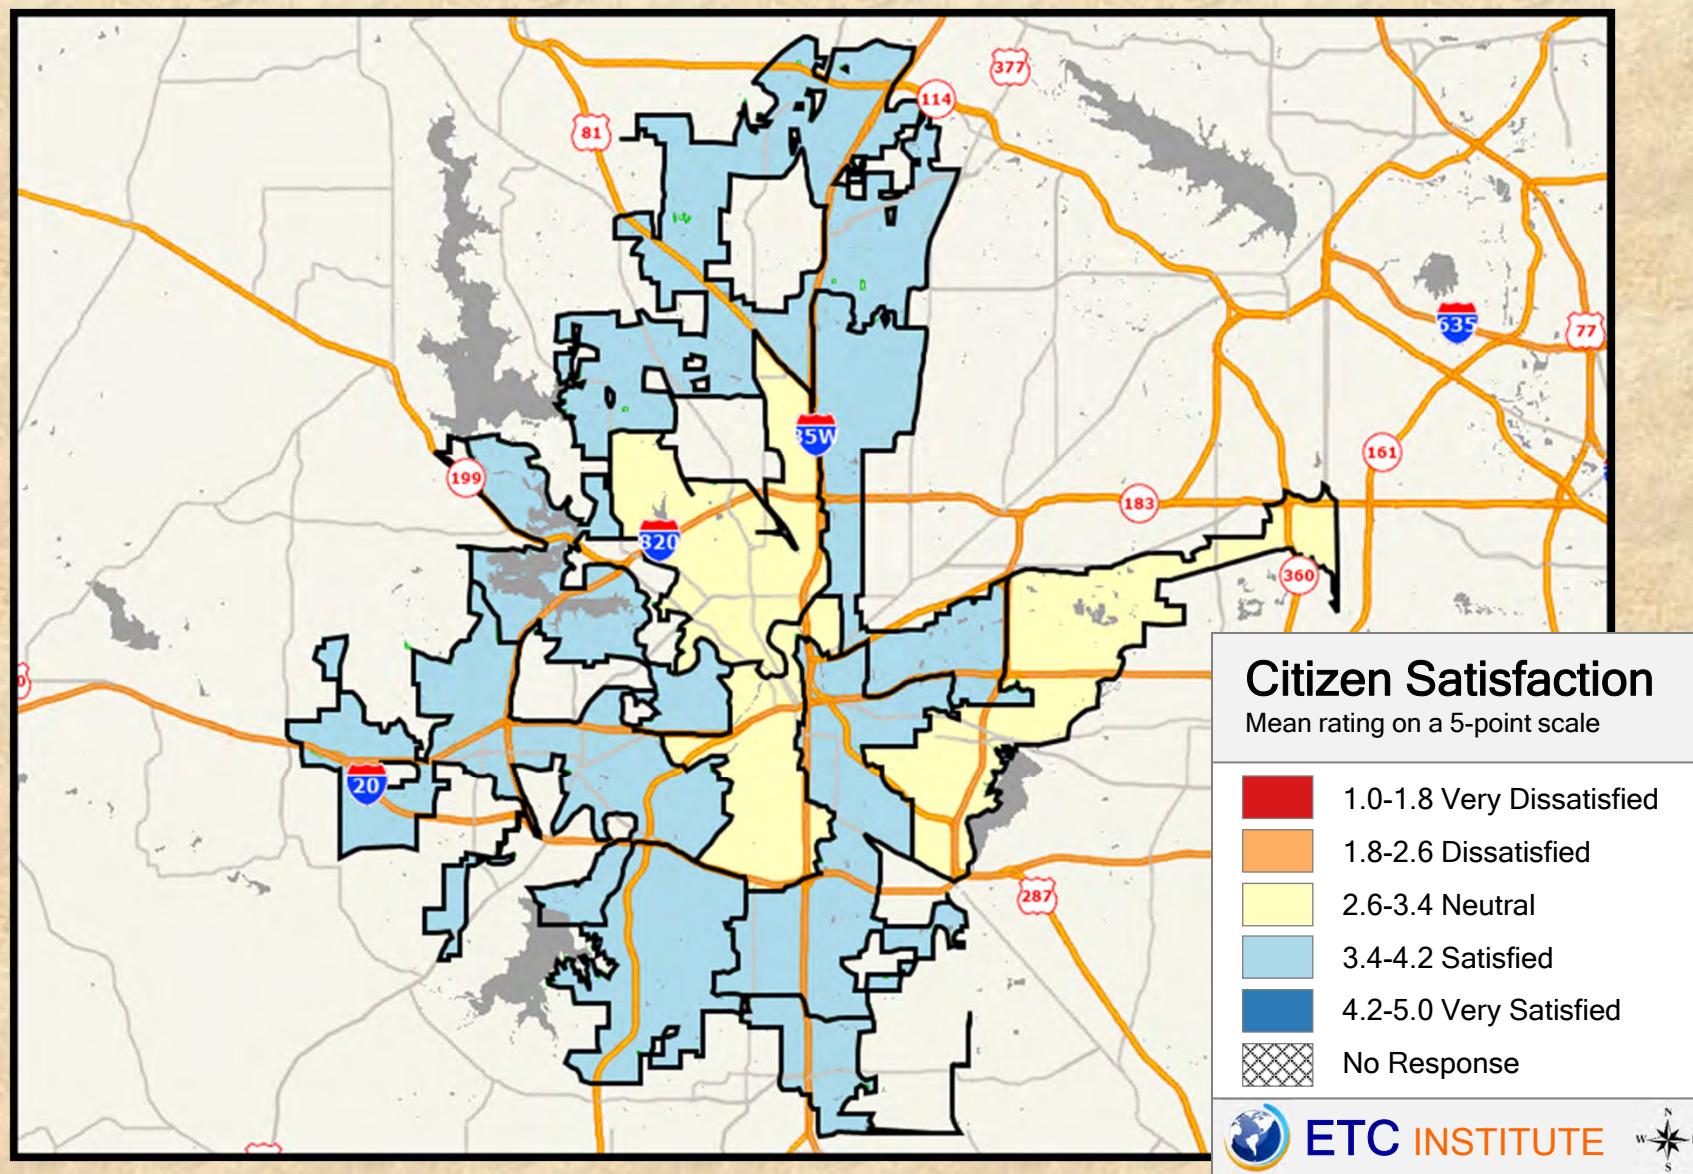 377
114
81
635
77
35W
161
199
183
820
360
20
287
Citizen Satisfaction
Mean rating on a 5-point scale
1.0-1.8 Very Dissatisfied
1.8-2.6 Dissatisfied
2.6-3.4 Neutral
3.4-4.2 Satisfied
4.2-5.0 Very Satisfied
No Response
ETC INSTITUTE
N
W
S